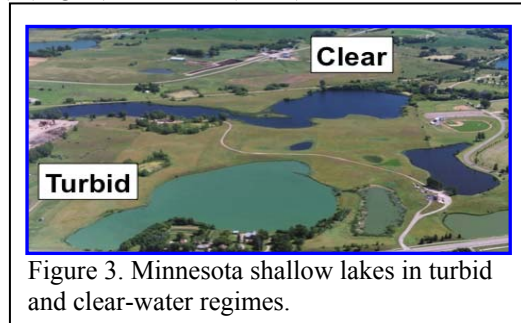 Clear
Turbid
Figure 3. Minnesota shallow lakes in turbid
and clear-water regimes.